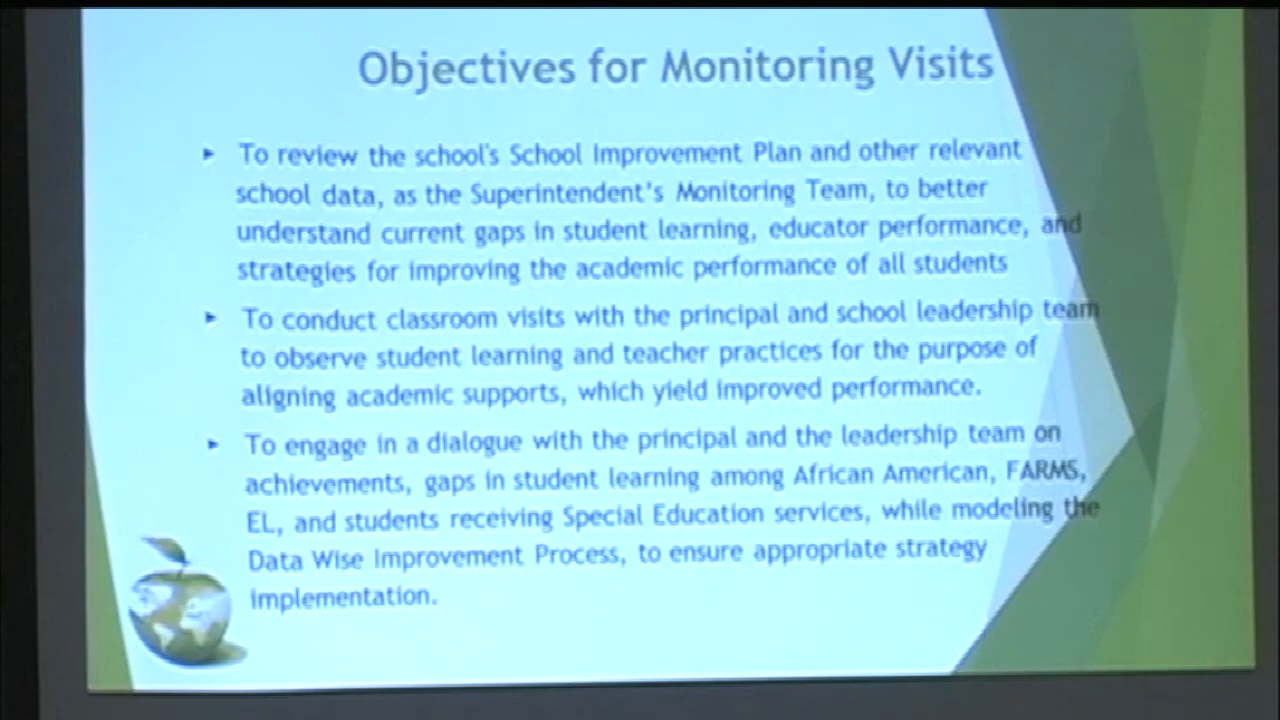 Objectives for Monitoring Visits
▸ To review the school's School Improvement Plan and other relevant
school data, as the Superintendent's Monitoring Team, to better
understand current gaps in student learning, educator performance, and
strategies for improving the academic performance of all students
▸ To conduct classroom visits with the principal and school leadership team
to observe student learning and teacher practices for the purpose of
aligning academic supports, which yield improved performance.
▸ To engage in a dialogue with the principal and the leadership team on
achievements, gaps in student learning among African American, FARMS,
EL, and students receiving Special Education services, while modeling the
Data Wise Improvement Process, to ensure appropriate strategy
implementation.